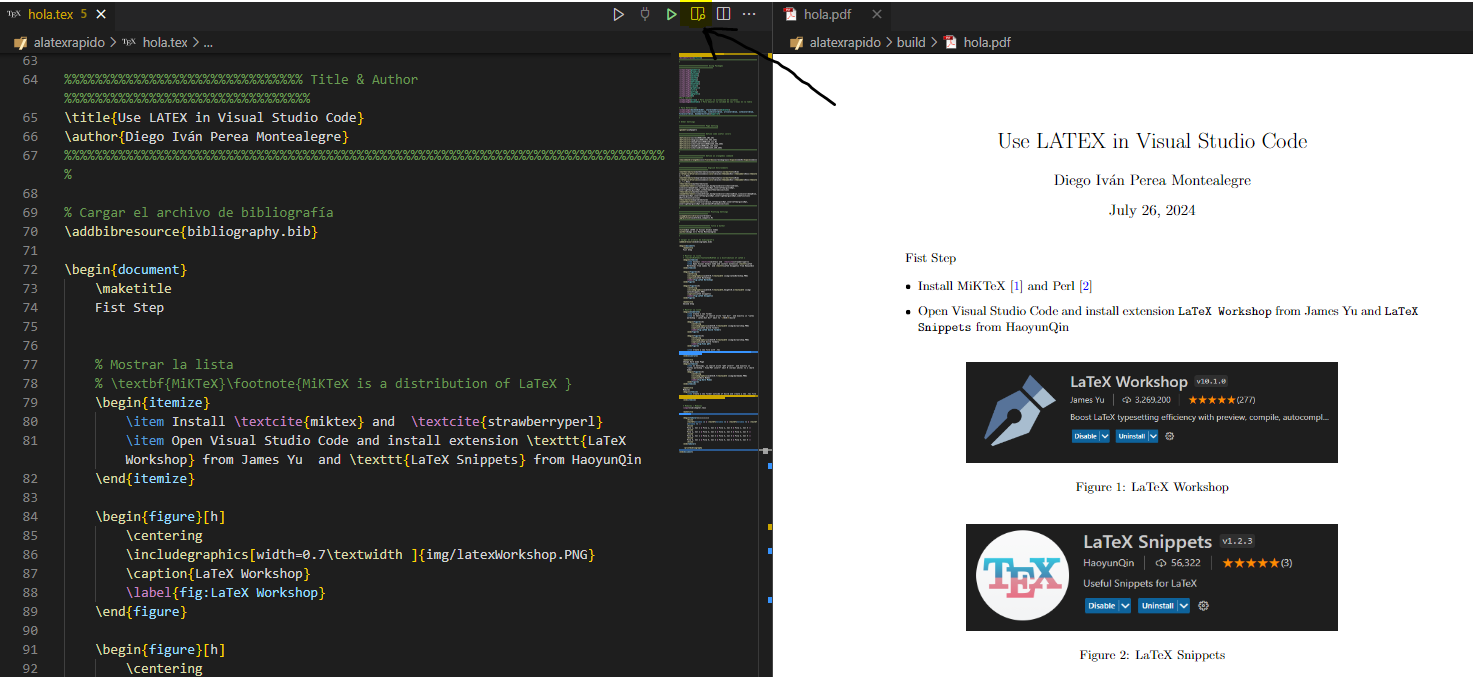 TEX hola.tex 5
hola.pdf
alatexrapido > TEX hola.tex > ...
alatexrapido > build > hola.pdf
63
64 %%%%%%%%%%%%%%%%%%%%%%%%%%%%%%% Title & Author
%%%%%%%%%%%%%%%%%%%%%%%%%%%%%%%%
65 \title{Use LATEX in Visual Studio Code}
66 \author{Diego Iván Perea Montealegre}
67 %%%%%%%%%%%%%%%%%%%%%%%%%%%%%%%%%%%%%%%%%%%%%%%%%%%%%%%%%%%%%%%%%%%%%%%%%%%%%%%%
%
68
69 % Cargar el archivo de bibliografía
70 \addbibresource{bibliography.bib}
71
72 \begin{document}
73 \maketitle
74 Fist Step
75
76
77 % Mostrar la lista
78 % \textbf{MiKTeX}\footnote{MiKTeX is a distribution of LaTeX }
79 \begin{itemize}
80 \item Install \textcite{miktex} and  \textcite{strawberryperl}
81 \item Open Visual Studio Code and install extension \texttt{LaTeX
Workshop} from James Yu  and \texttt{LaTeX Snippets} from HaoyunQin
82 \end{itemize}
83
84 \begin{figure}[h]
85 \centering
86 \includegraphics[width=0.7\textwidth ]{img/latexWorkshop.PNG}
87 \caption{LaTeX Workshop}
88 \label{fig:LaTeX Workshop}
89 \end{figure}
90
91 \begin{figure}[h]
92 \centering
Use LATEX in Visual Studio Code
Diego Iván Perea Montealegre
July 26, 2024
Fist Step
• Install MiKTeX [1] and Perl [2]
• Open Visual Studio Code and install extension LaTeX Workshop from James Yu and LaTeX
Snippets from HaoyunQin
LaTeX Workshop v10.1.0
James Yu | 3,269,200 | ★★★★★(277)
Boost LaTeX typesetting efficiency with preview, compile, autocompl...
Disable Uninstall
Figure 1: LaTeX Workshop
TEX
LaTeX Snippets v1.2.3
HaoyunQin | 56,322 | ★★★★★(3)
Useful Snippets for LaTeX
Disable Uninstall
Figure 2: LaTeX Snippets